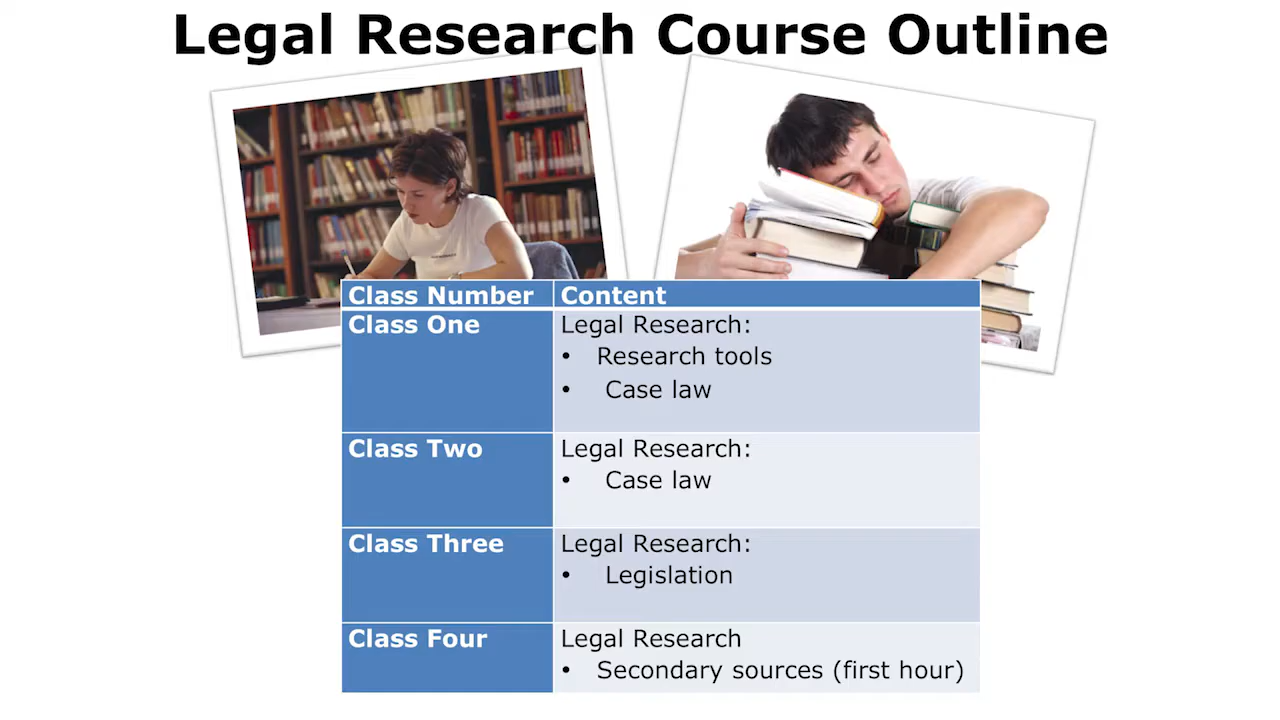 Legal Research Course Outline
Class Number Content
Class One Legal Research:
• Research tools
• Case law
Class Two Legal Research:
• Case law
Class Three Legal Research:
• Legislation
Class Four Legal Research
• Secondary sources (first hour)